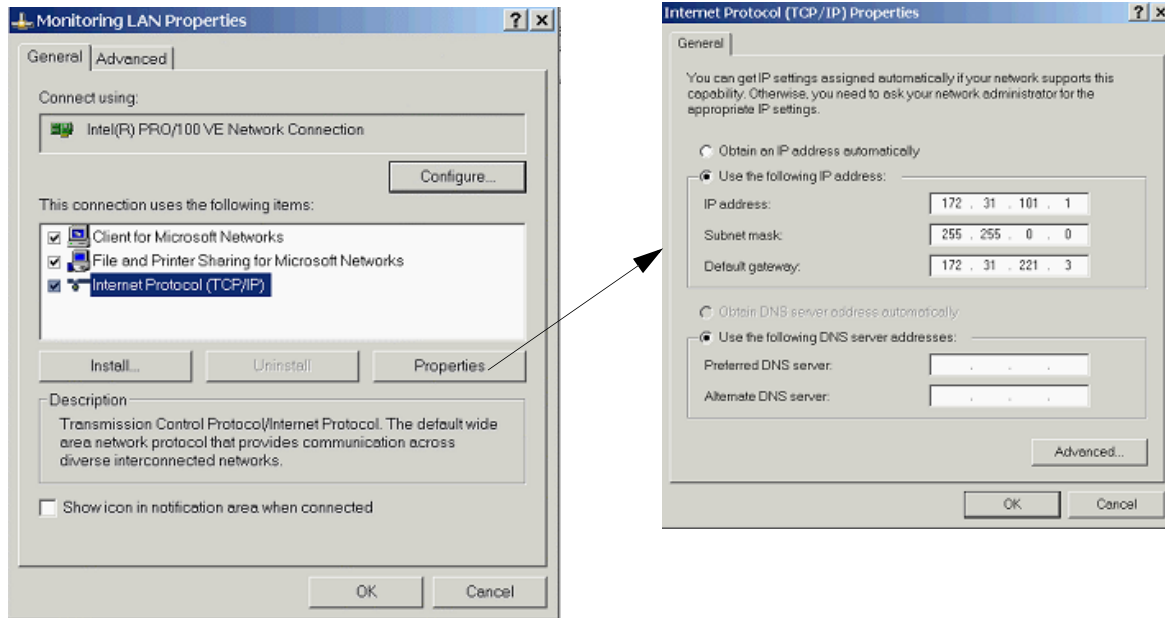 Monitoring LAN Properties
General
Advanced
Connect using:
Intel(R) PRO/100 VE Network Connection
Configure...
This connection uses the following items:
Client for Microsoft Networks
File and Printer Sharing for Microsoft Networks
Internet Protocol (TCP/IP)
Install...
Uninstall
Properties
Description
Transmission Control Protocol/Internet Protocol. The default wide
area network protocol that provides communication across
diverse interconnected networks.
Show icon in notification area when connected
OK
Cancel
Internet Protocol (TCP/IP) Properties
General
You can get IP settings assigned automatically if your network supports this
capability. Otherwise, you need to ask your network administrator for the
appropriate IP settings.
Obtain an IP address automatically
Use the following IP address:
IP address: 172 . 31 . 101 . 1
Subnet mask: 255 . 255 . 0 . 0
Default gateway: 172 . 31 . 221 . 3
Obtain DNS server address automatically
Use the following DNS server addresses:
Preferred DNS server: . . .
Alternate DNS server: . . .
Advanced...
OK
Cancel